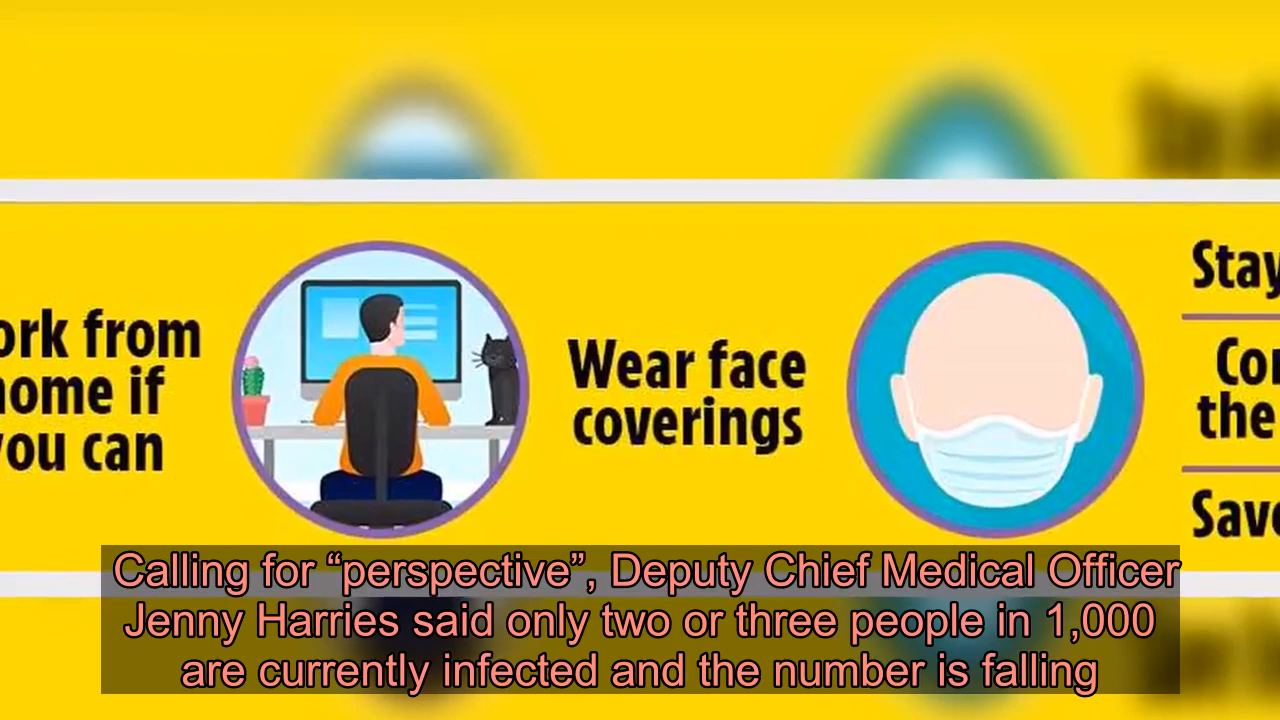 ork from
home if
you can
Wear face
coverings
Stay
Con
the
Save
Calling for “perspective”, Deputy Chief Medical Officer
Jenny Harries said only two or three people in 1,000
are currently infected and the number is falling